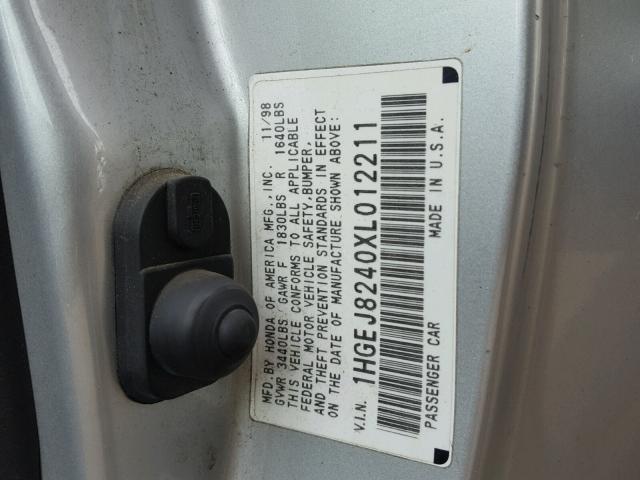 MFD. BY HONDA OF AMERICA MFG., INC. 11/98
GVWR 3440LBS GAWR F 1830LBS R 1640LBS
THIS VEHICLE CONFORMS TO ALL APPLICABLE
FEDERAL MOTOR VEHICLE SAFETY, BUMPER,
AND THEFT PREVENTION STANDARDS IN EFFECT
ON THE DATE OF MANUFACTURE SHOWN ABOVE:
V.I.N. 1HGEJ8240XL012211
PASSENGER CAR MADE IN U.S.A.